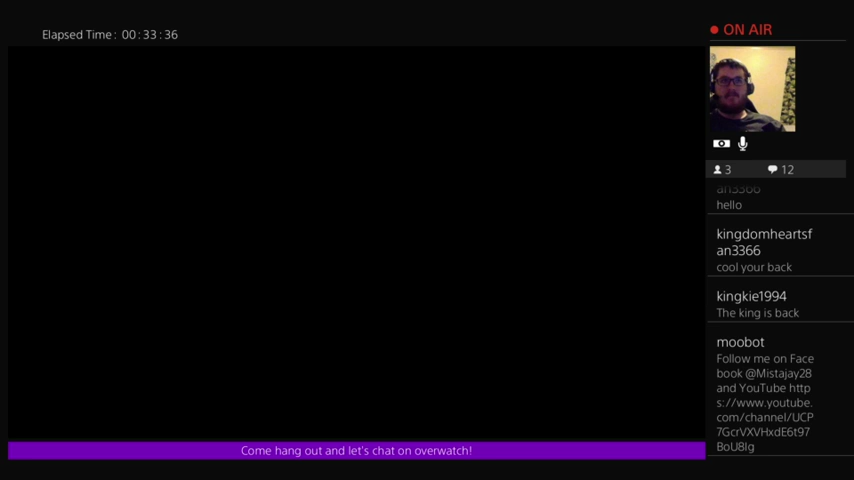 Elapsed Time: 00:33:36
ON AIR
3 12
an3366
hello
kingdomheartsf
an3366
cool your back
kingkie1994
The king is back
moobot
Follow me on Face
book @Mistajay28
and YouTube http
s://www.youtube.
com/channel/UCP
7GcrVXVHxdE6t97
BoU8Ig
Come hang out and let's chat on overwatch!